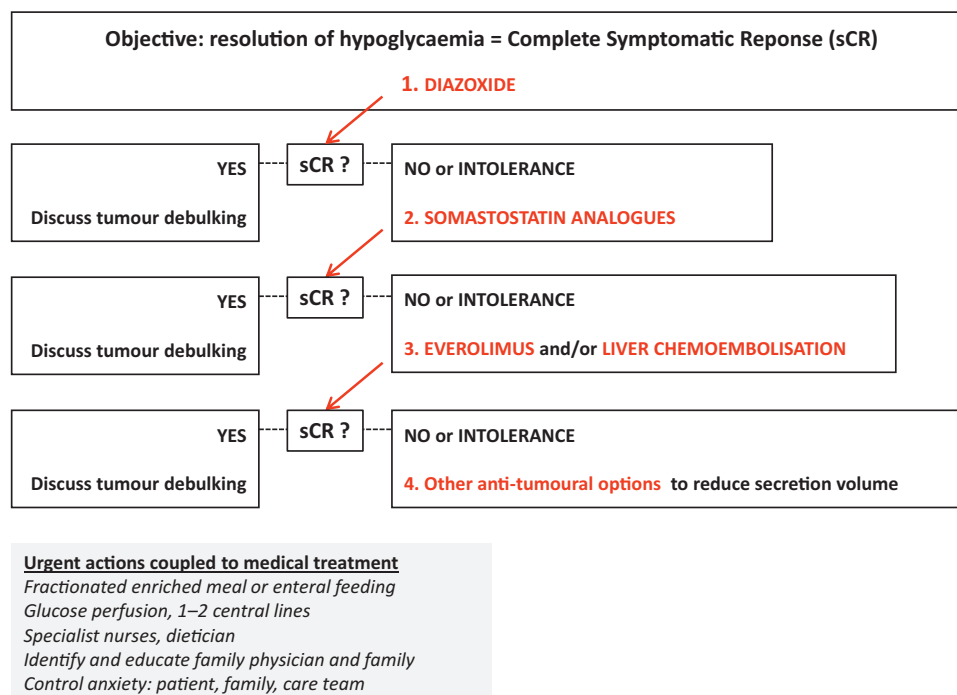 Objective: resolution of hypoglycaemia = Complete Symptomatic Reponse (sCR)
1. DIAZOXIDE
YES
sCR ?
NO or INTOLERANCE
Discuss tumour debulking
2. SOMASTOSTATIN ANALOGUES
YES
sCR ?
NO or INTOLERANCE
Discuss tumour debulking
3. EVEROLIMUS and/or LIVER CHEMOEMBOLISATION
YES
sCR ?
NO or INTOLERANCE
Discuss tumour debulking
4. Other anti-tumoural options to reduce secretion volume
Urgent actions coupled to medical treatment
Fractionated enriched meal or enteral feeding
Glucose perfusion, 1–2 central lines
Specialist nurses, dietician
Identify and educate family physician and family
Control anxiety: patient, family, care team